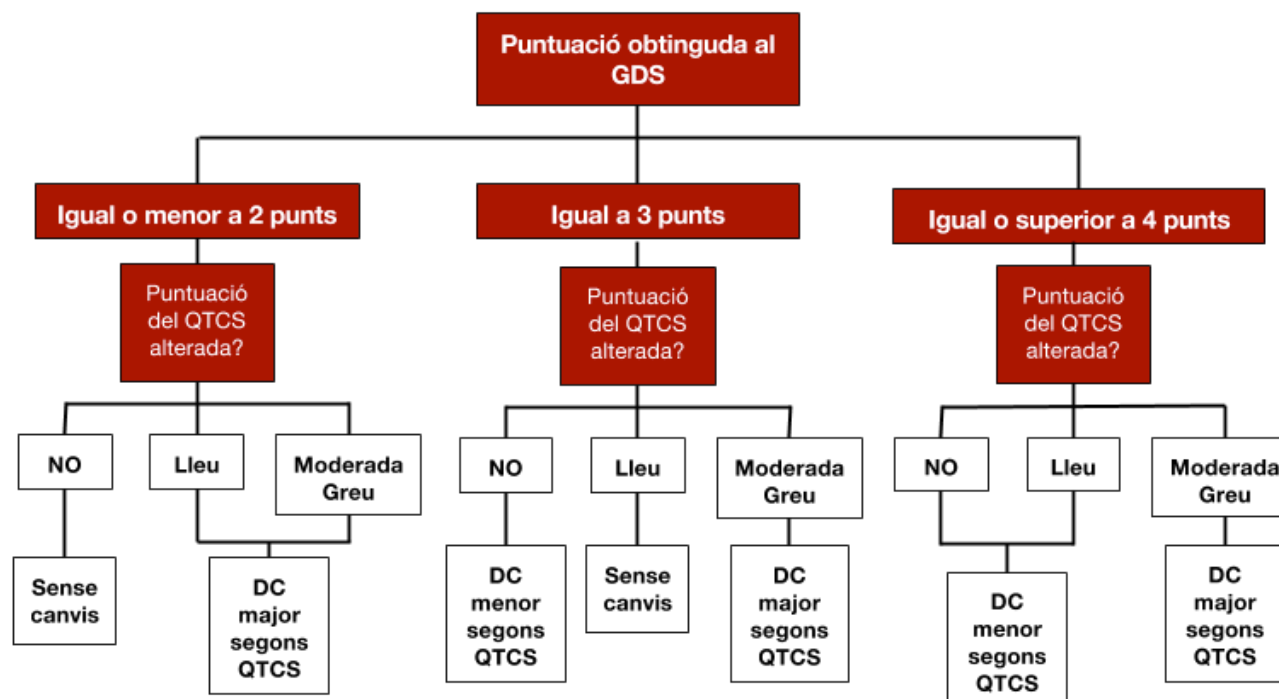 Puntuació obtinguda al
GDS
Igual o menor a 2 punts
Igual a 3 punts
Igual o superior a 4 punts
Puntuació
del QTCS
alterada?
Puntuació
del QTCS
alterada?
Puntuació
del QTCS
alterada?
NO
Lleu
Moderada
Greu
NO
Lleu
Moderada
Greu
NO
Lleu
Moderada
Greu
Sense
canvis
DC
major
segons
QTCS
DC
menor
segons
QTCS
Sense
canvis
DC
major
segons
QTCS
DC
menor
segons
QTCS
DC
major
segons
QTCS